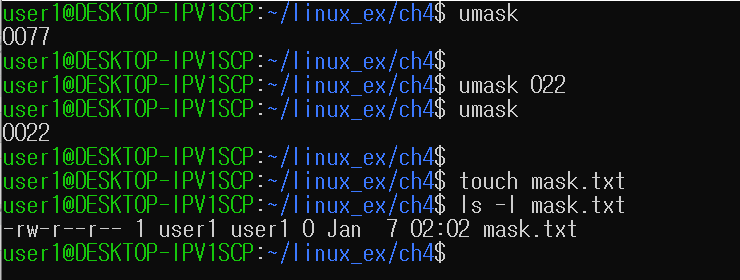 user1@DESKTOP-IPV1SCP:~/linux_ex/ch4$ umask
0077
user1@DESKTOP-IPV1SCP:~/linux_ex/ch4$
user1@DESKTOP-IPV1SCP:~/linux_ex/ch4$ umask 022
user1@DESKTOP-IPV1SCP:~/linux_ex/ch4$ umask
0022
user1@DESKTOP-IPV1SCP:~/linux_ex/ch4$
user1@DESKTOP-IPV1SCP:~/linux_ex/ch4$ touch mask.txt
user1@DESKTOP-IPV1SCP:~/linux_ex/ch4$ ls -l mask.txt
-rw-r--r-- 1 user1 user1 0 Jan  7 02:02 mask.txt
user1@DESKTOP-IPV1SCP:~/linux_ex/ch4$